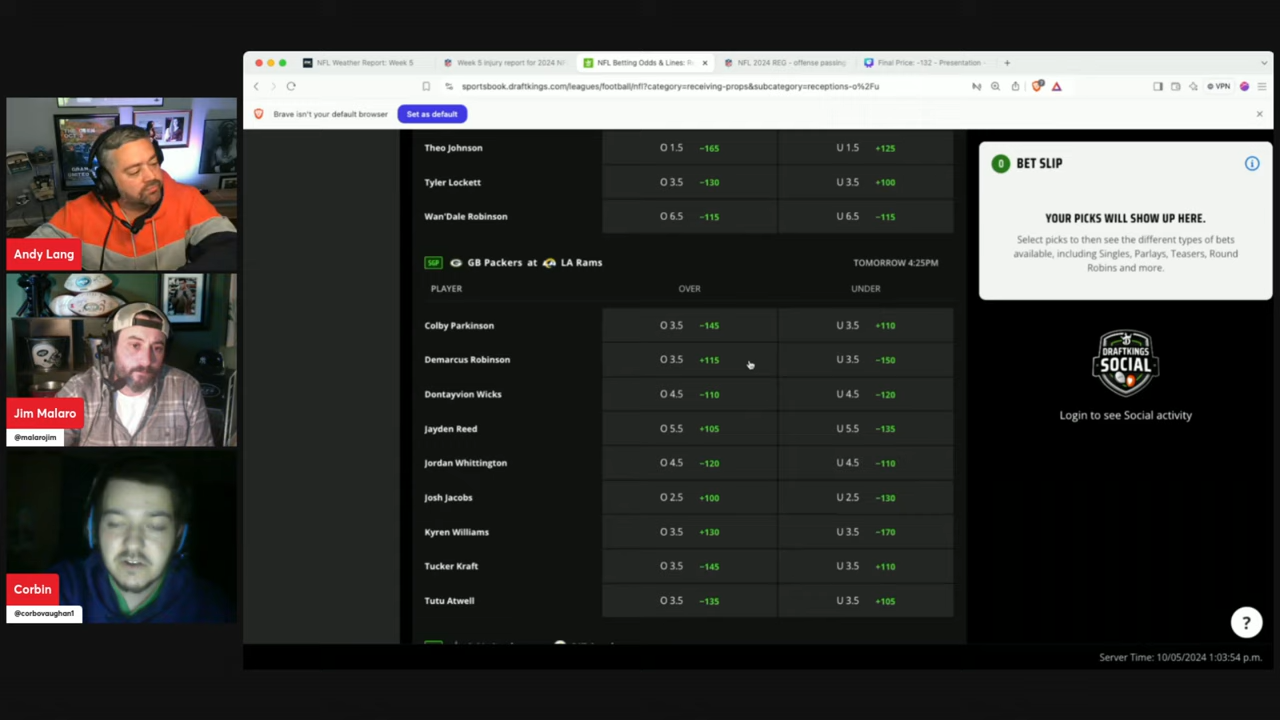 NFL Weather Report: Week 5
Week 5 injury report for 2024 N
NFL Betting Odds & Lines: R
NFL 2024 REG - offense passing
Final Price: -132 - Presentation -
sportsbook.draftkings.com/leagues/football/nfl?category=receiving-props&subcategory=receptions-o%2Fu
VPN
Brave isn't your default browser
Set as default
Theo Johnson O 1.5 −165 U 1.5 +125
Tyler Lockett O 3.5 −130 U 3.5 +100
Wan'Dale Robinson O 6.5 −115 U 6.5 −115
SGP GB Packers at LA Rams TOMORROW 4:25PM
PLAYER OVER UNDER
Colby Parkinson O 3.5 −145 U 3.5 +110
Demarcus Robinson O 3.5 +115 U 3.5 −150
Dontayvion Wicks O 4.5 −110 U 4.5 −120
Jayden Reed O 5.5 +105 U 5.5 −135
Jordan Whittington O 4.5 −120 U 4.5 −110
Josh Jacobs O 2.5 +100 U 2.5 −130
Kyren Williams O 3.5 +130 U 3.5 −170
Tucker Kraft O 3.5 −145 U 3.5 +110
Tutu Atwell O 3.5 −135 U 3.5 +105
0 BET SLIP
YOUR PICKS WILL SHOW UP HERE.
Select picks to then see the different types of bets
available, including Singles, Parlays, Teasers, Round
Robins and more.
DRAFTKINGS
SOCIAL
Login to see Social activity
?
Server Time: 10/05/2024 1:03:54 p.m.
Andy Lang
Jim Malaro
@malarojim
Corbin
@corbovaughan1